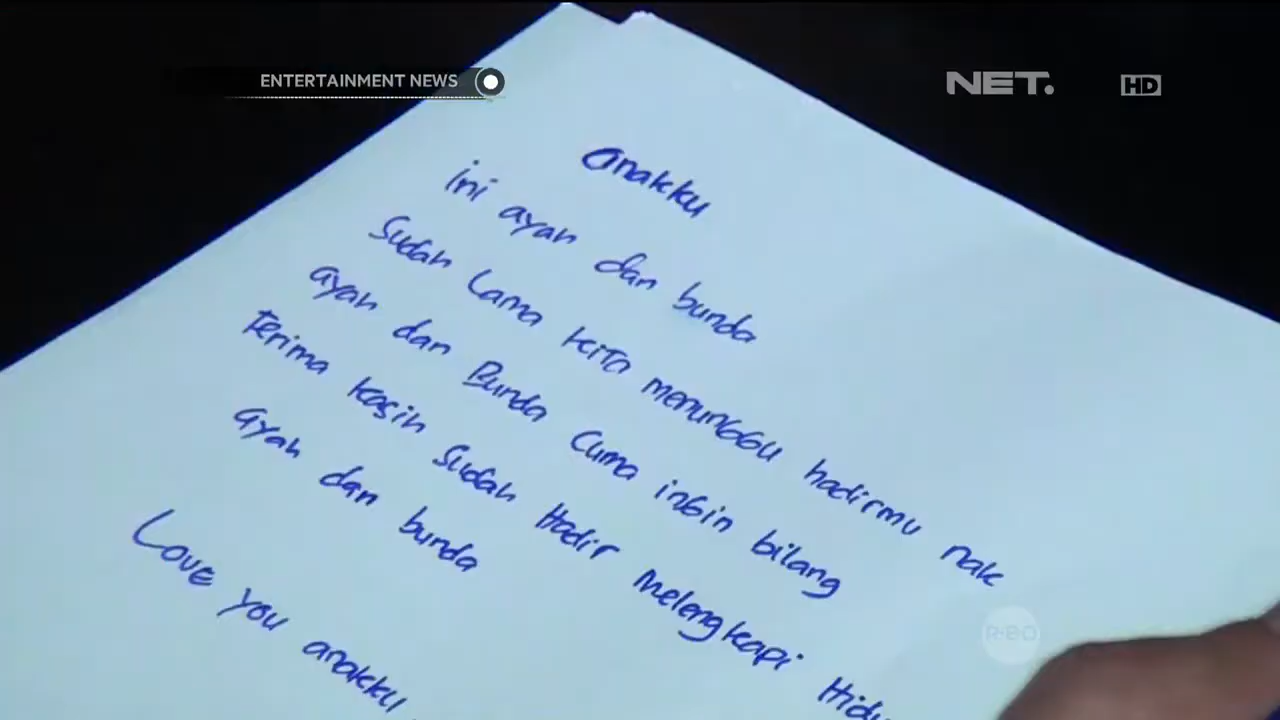 ENTERTAINMENT NEWS
NET.
HD
anakku
ini ayah dan bunda
Sudah Lama kita menunggu hadirmu nak
ayah dan Bunda Cuma ingin bilang
Terima kasih Sudah Hadir Melengkapi
ayah dan bunda
Love you anakku
R-BO